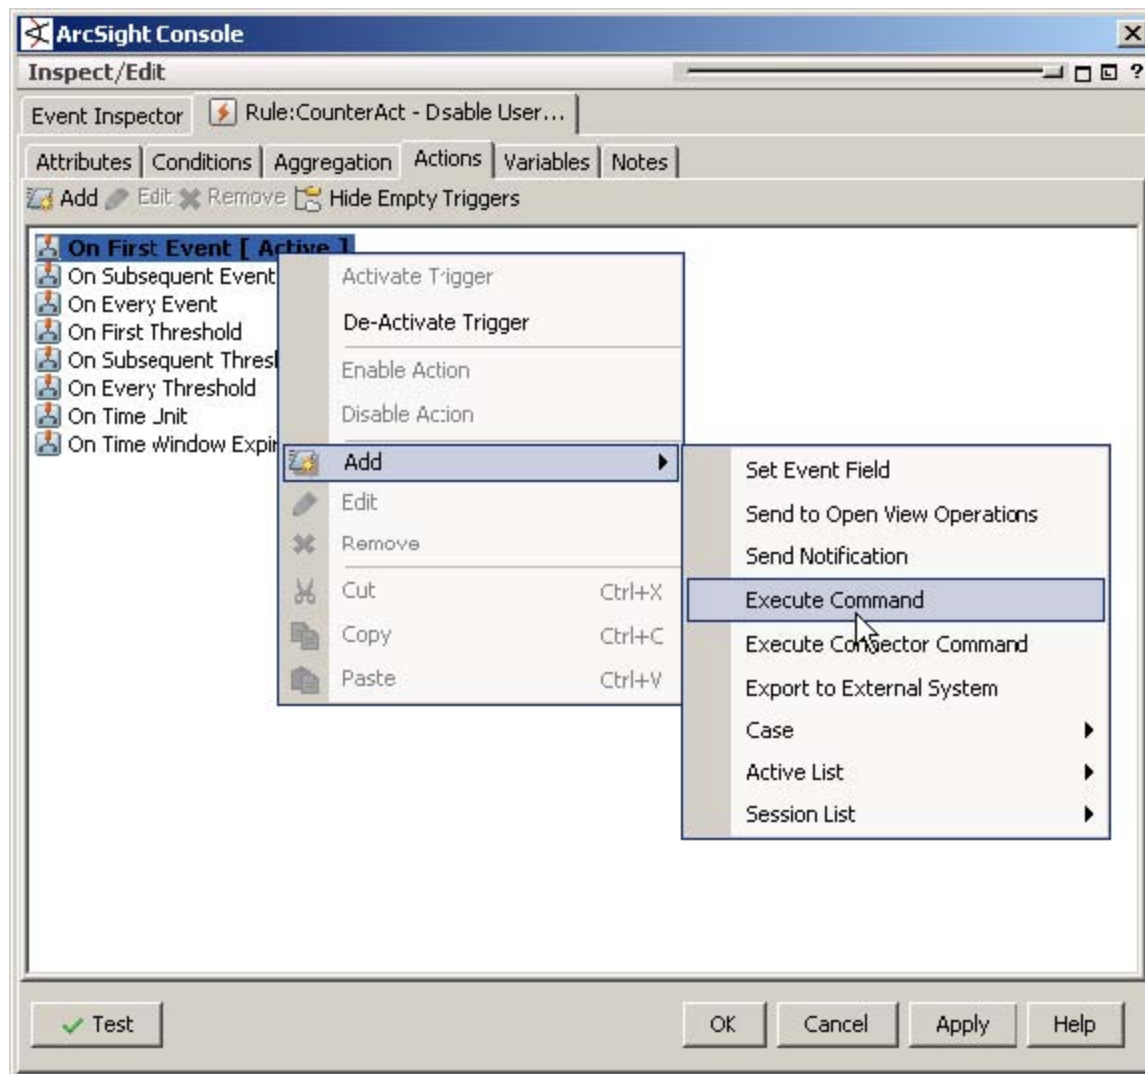 ArcSight Console
Inspect/Edit
?
Event Inspector
Rule:CounterAct - Dsable User...
Attributes
Conditions
Aggregation
Actions
Variables
Notes
Add
Edit
Remove
Hide Empty Triggers
On First Event [ Active ]
On Subsequent Event
On Every Event
On First Threshold
On Subsequent Thresl
On Every Threshold
On Time Unit
On Time Window Expir
Activate Trigger
De-Activate Trigger
Enable Action
Disable Action
Add
Edit
Remove
Cut Ctrl+X
Copy Ctrl+C
Paste Ctrl+V
Set Event Field
Send to Open View Operations
Send Notification
Execute Command
Execute Connector Command
Export to External System
Case
Active List
Session List
Test
OK
Cancel
Apply
Help